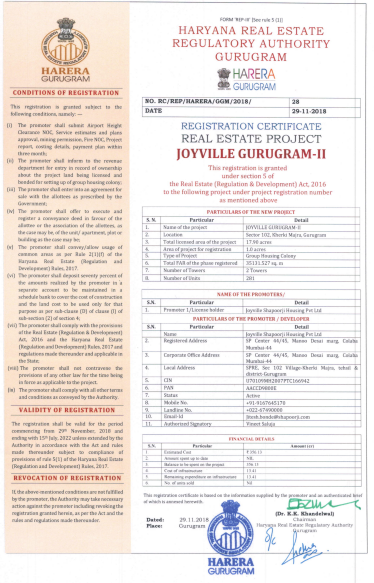 FORM 'REP-III' [See rule 5 (1)]
HARYANA REAL ESTATE
REGULATORY AUTHORITY
GURUGRAM
HARERA
GURUGRAM
NO. RC/REP/HARERA/GGM/2018/ 28
DATE 29-11-2018
REGISTRATION CERTIFICATE
REAL ESTATE PROJECT
JOYVILLE GURUGRAM-II
This registration is granted
under section 5 of
the Real Estate (Regulation & Development) Act, 2016
to the following project under project registration number
as mentioned above
PARTICULARS OF THE NEW PROJECT
S. N. Particular Detail
1. Name of the project JOYVILLE GURUGRAM-II
2. Location Sector 102, Kherki Majra, Gurugram
3. Total licensed area of the project 17.98 acres
4. Area of project for registration 1.8 acres
5. Type of Project Group Housing Colony
6. Total FAR of the phase registered 35131.527 sq. m
7. Number of Towers 2 Towers
8. Number of Units 281
NAME OF THE PROMOTERS/
S.N. Particular Detail
1. Promoter 1/License holder Joyville Shapoorji Housing Pvt Ltd
PARTICULARS OF THE PROMOTER / DEVELOPER
S.N. Particular Detail
1. Name Joyville Shapoorji Housing Pvt Ltd
2. Registered Address SP Center 44/45, Manoo Desai marg, Colaba
Mumbai-44
3. Corporate Office Address SP Center 44/45, Manoo Desai marg, Colaba
Mumbai-44
4. Local Address SPRE, Sec 102 Village-Kherki Majra, tehsil &
district-Gurugram
5. CIN
6. PAN
7. Status Active
8. Mobile No. +91-9167645170
9. Landline No. +022-67490000
10. Email-Id
11. Authorized Signatory Vineet Saluja
FINANCIAL DETAILS
S.N. Particular Amount (cr)
1. Estimated Cost
2. Amount spent up to date NIL
3. Balance to be spent on the project
4. Cost of infrastructure 13.41
5. Remaining expenditure on infrastructure 13.41
6. No. of units sold Nil
This registration certificate is based on the information supplied by the promoter and an authenticated brief
of which is annexed herewith.
(Dr. K.K. Khandelwal)
Chairman
Haryana Real Estate Regulatory Authority
Gurugram
Dated: 29.11.2018
Place: Gurugram
HARERA
GURUGRAM
HARERA
GURUGRAM
CONDITIONS OF REGISTRATION
This registration is granted subject to the
following conditions, namely: —
(i) The promoter shall submit Airport Height
Clearance NOC, Service estimates and plans
approval, mining permission, Fire NOC, Project
report, costing details, payment plan within
three month;
(ii) The promoter shall inform to the revenue
department for entry in record of ownership
about the project land being licensed and
bonded for setting up of group housing colony;
(iii) The promoter shall enter into an agreement for
sale with the allottees as prescribed by the
Government.
(iv) The promoter shall offer to execute and
register a conveyance deed in favour of the
allottee or the association of the allottees, as
the case may be, of the unit/ apartment, plot or
building as the case may be;
(v) The promoter shall convey/allow usage of
common areas as per Rule 2(1)(f) of the
Haryana Real Estate (Regulation and
Development) Rules, 2017.
(vi) The promoter shall deposit seventy percent of
the amounts realized by the promoter in a
separate account to be maintained in a
schedule bank to cover the cost of construction
and the land cost to be used only for that
purpose as per sub-clause (D) of clause (l) of
sub-section (2) of section 4;
(vii) The promoter shall comply with the provisions
of the Real Estate (Regulation & Development)
Act, 2016 and the Haryana Real Estate
(Regulation and Development) Rules, 2017 and
regulations made thereunder and applicable in
the State;
(viii) The promoter shall not contravene the
provisions of any other law for the time being
in force as applicable to the project.
(ix) The promoter shall comply with all other terms
and conditions as conveyed by the Authority.
VALIDITY OF REGISTRATION
The registration shall be valid for the period
commencing from 29th November, 2018 and
ending with 15th July, 2022 unless extended by the
Authority in accordance with the Act and rules
made thereunder subject to compliance of
provision of rule 5(1) of the Haryana Real Estate
(Regulation and Development) Rules, 2017.
REVOCATION OF REGISTRATION
If, the above-mentioned conditions are not fulfilled
by the promoter, the Authority may take necessary
action against the promoter including revoking the
registration granted herein, as per the Act and the
rules and regulations made thereunder.